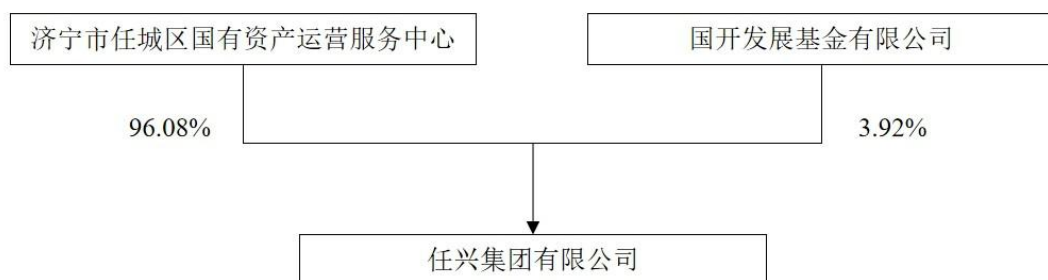 济宁市任城区国有资产运营服务中心
国开发展基金有限公司
96.08%
3.92%
任兴集团有限公司